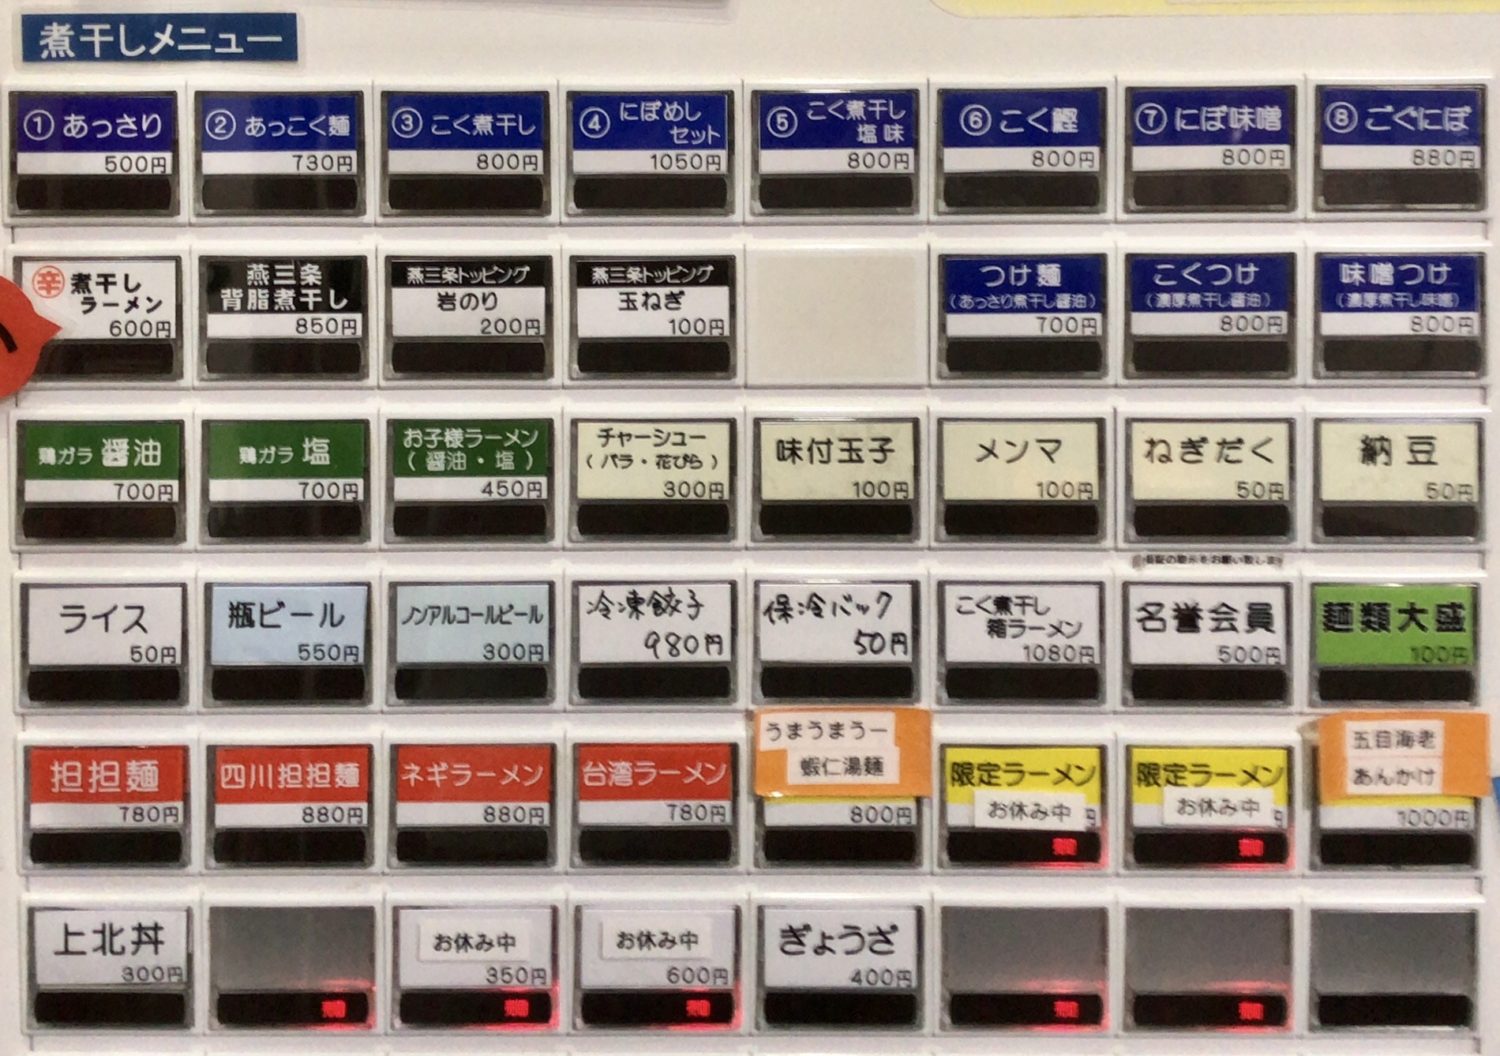 煮干しメニュー
① あっさり
500円
② あっこく麺
730円
③ こく煮干し
800円
④ にぼめし
セット
1050円
⑤ こく煮干し
塩味
800円
⑥ こく鰹
800円
⑦ にぼ味噌
800円
⑧ ごぐにぼ
880円
辛 煮干し
ラーメン
600円
燕三条
背脂煮干し
850円
燕三条トッピング
岩のり
200円
燕三条トッピング
玉ねぎ
100円
つけ麺
(あっさり煮干し醤油)
700円
こくつけ
(濃厚煮干し醤油)
800円
味噌つけ
(濃厚煮干し味噌)
800円
鶏ガラ 醤油
700円
鶏ガラ 塩
700円
お子様ラーメン
(醤油・塩)
450円
チャーシュー
(バラ・花びら)
300円
味付玉子
100円
メンマ
100円
ねぎだく
50円
納豆
50円
ライス
50円
瓶ビール
550円
ノンアルコールビール
300円
冷凍餃子
980円
保冷バック
50円
こく煮干し
箱ラーメン
1080円
名誉会員
500円
麺類大盛
100円
担担麺
780円
四川担担麺
880円
ネギラーメン
880円
台湾ラーメン
780円
うまうまうー
蝦仁湯麺
800円
限定ラーメン
お休み中
限定ラーメン
お休み中
五目海老
あんかけ
1000円
上北丼
300円
お休み中
350円
お休み中
600円
ぎょうざ
400円